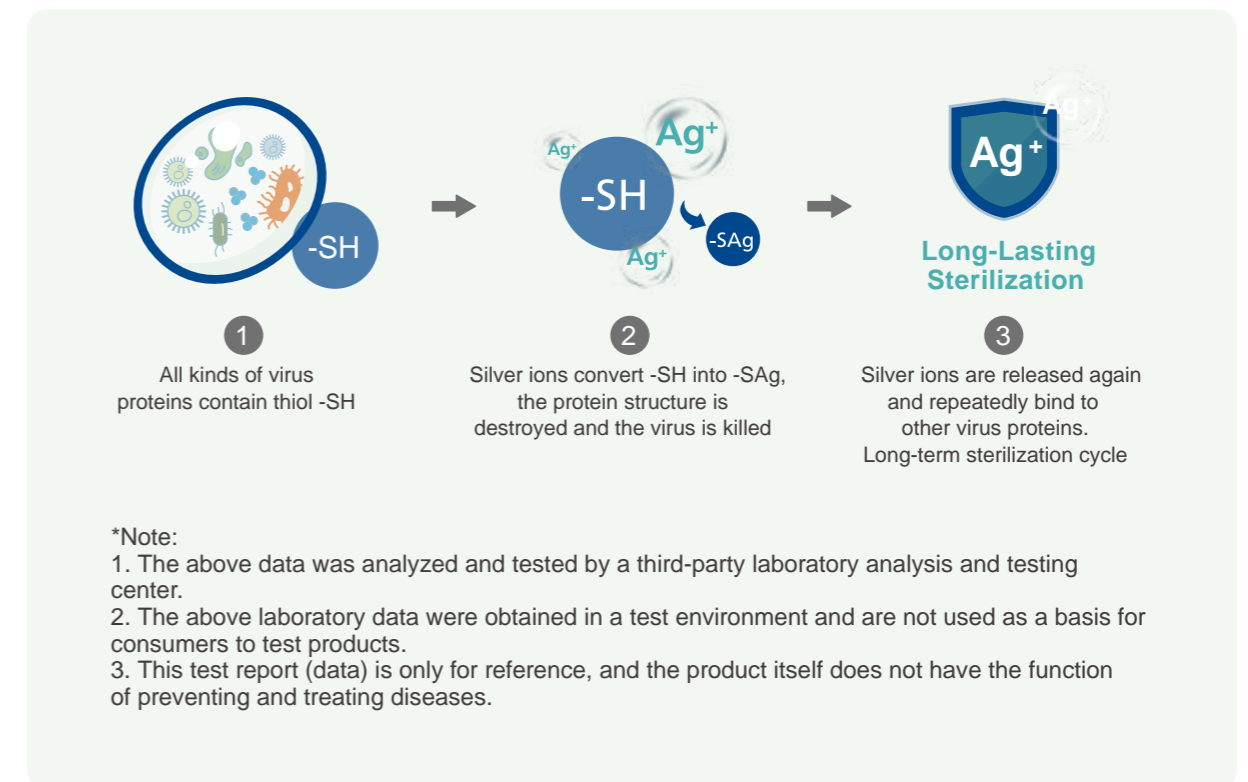 -SH
Ag⁺
Ag⁺
-SH
Ag⁺
-SAg
Ag⁺
Ag⁺
Long-Lasting
Sterilization
1
All kinds of virus
proteins contain thiol -SH
2
Silver ions convert -SH into -SAg,
the protein structure is
destroyed and the virus is killed
3
Silver ions are released again
and repeatedly bind to
other virus proteins.
Long-term sterilization cycle
*Note:
1. The above data was analyzed and tested by a third-party laboratory analysis and testing
center.
2. The above laboratory data were obtained in a test environment and are not used as a basis for
consumers to test products.
3. This test report (data) is only for reference, and the product itself does not have the function
of preventing and treating diseases.